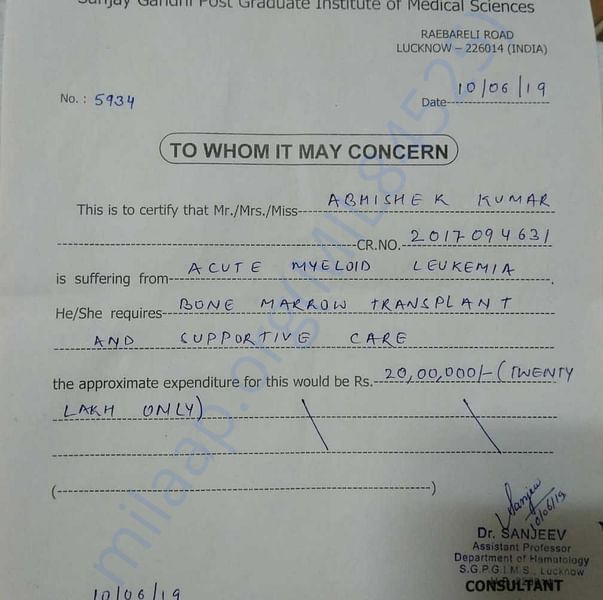 Sanjay Gandhi Post Graduate Institute of Medical Sciences
RAEBARELI ROAD
LUCKNOW – 226014 (INDIA)
No. : 5934
Date 10/06/19
TO WHOM IT MAY CONCERN
This is to certify that Mr./Mrs./Miss ABHISHEK KUMAR
CR.NO. 2017094631
is suffering from ACUTE MYELOID LEUKEMIA.
He/She requires BONE MARROW TRANSPLANT
AND SUPPORTIVE CARE
the approximate expenditure for this would be Rs. 20,00,000/- (TWENTY
LAKH ONLY)
( )
Sanjeev
10/06/19
Dr. SANJEEV
Assistant Professor
Department of Hematology
S.G.P.G.I.M.S., Lucknow
CONSULTANT
10/06/19
milaap.org/MIL84525